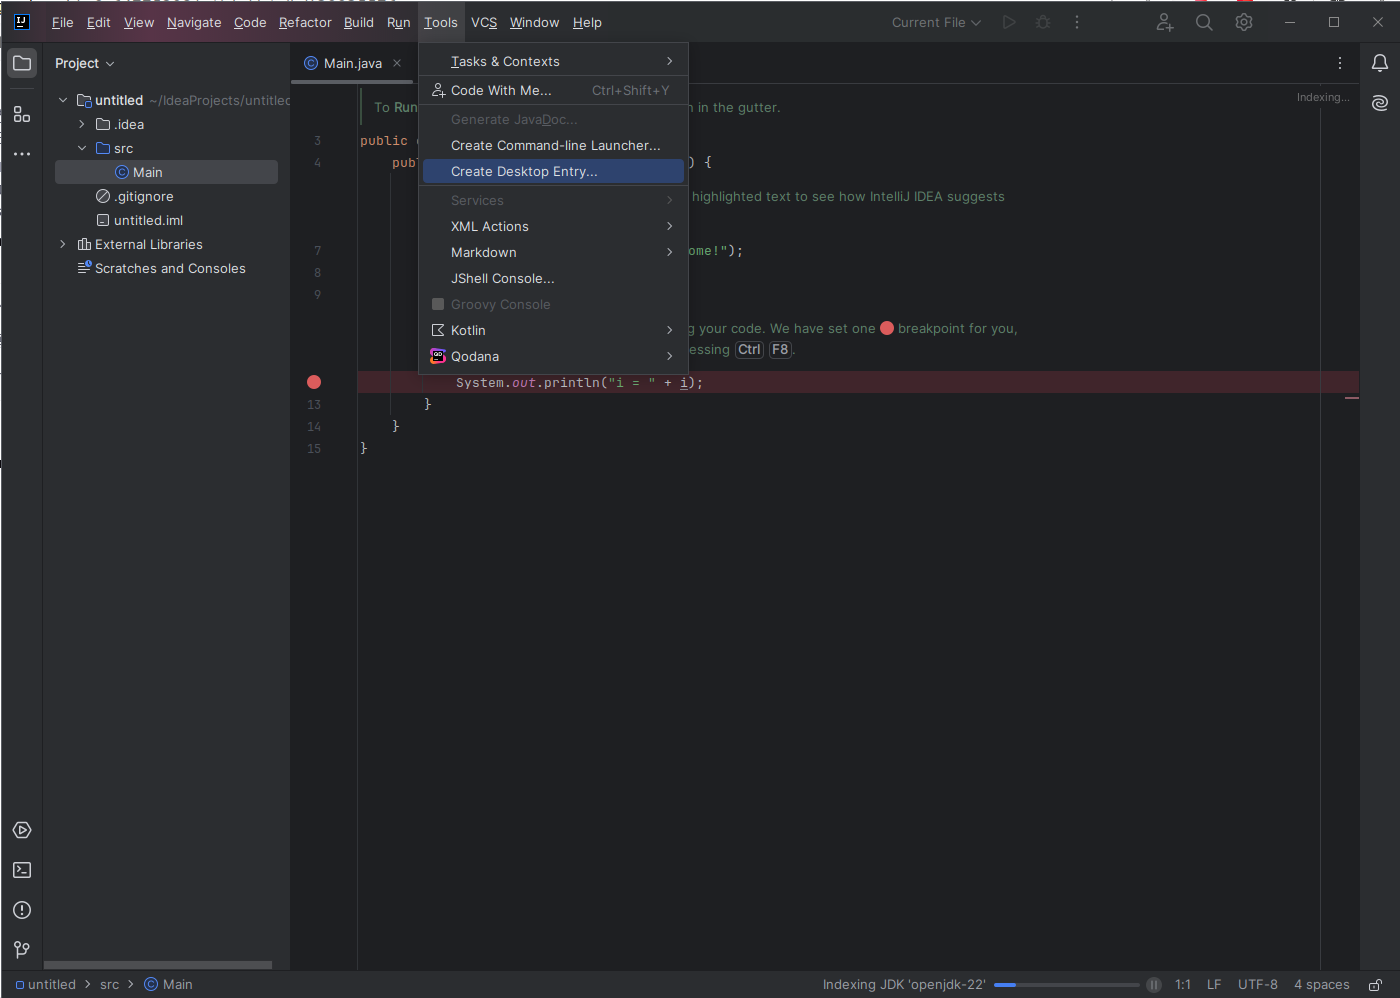 File Edit View Navigate Code Refactor Build Run Tools VCS Window Help Current File
Project
Main.java
untitled ~/IdeaProjects/untitled
.idea
src
Main
.gitignore
untitled.iml
External Libraries
Scratches and Consoles
Tasks & Contexts
Code With Me... Ctrl+Shift+Y
Generate JavaDoc...
Create Command-line Launcher...
Create Desktop Entry...
Services
XML Actions
Markdown
JShell Console...
Groovy Console
Kotlin
Qodana
Indexing...
To Run in the gutter.
3 public
4 ) {
highlighted text to see how IntelliJ IDEA suggests
7 ome!");
8
9
your code. We have set one breakpoint for you,
essing Ctrl F8.
System.out.println("i = " + i);
13 }
14 }
15 }
untitled > src > Main
Indexing JDK 'openjdk-22' 1:1 LF UTF-8 4 spaces